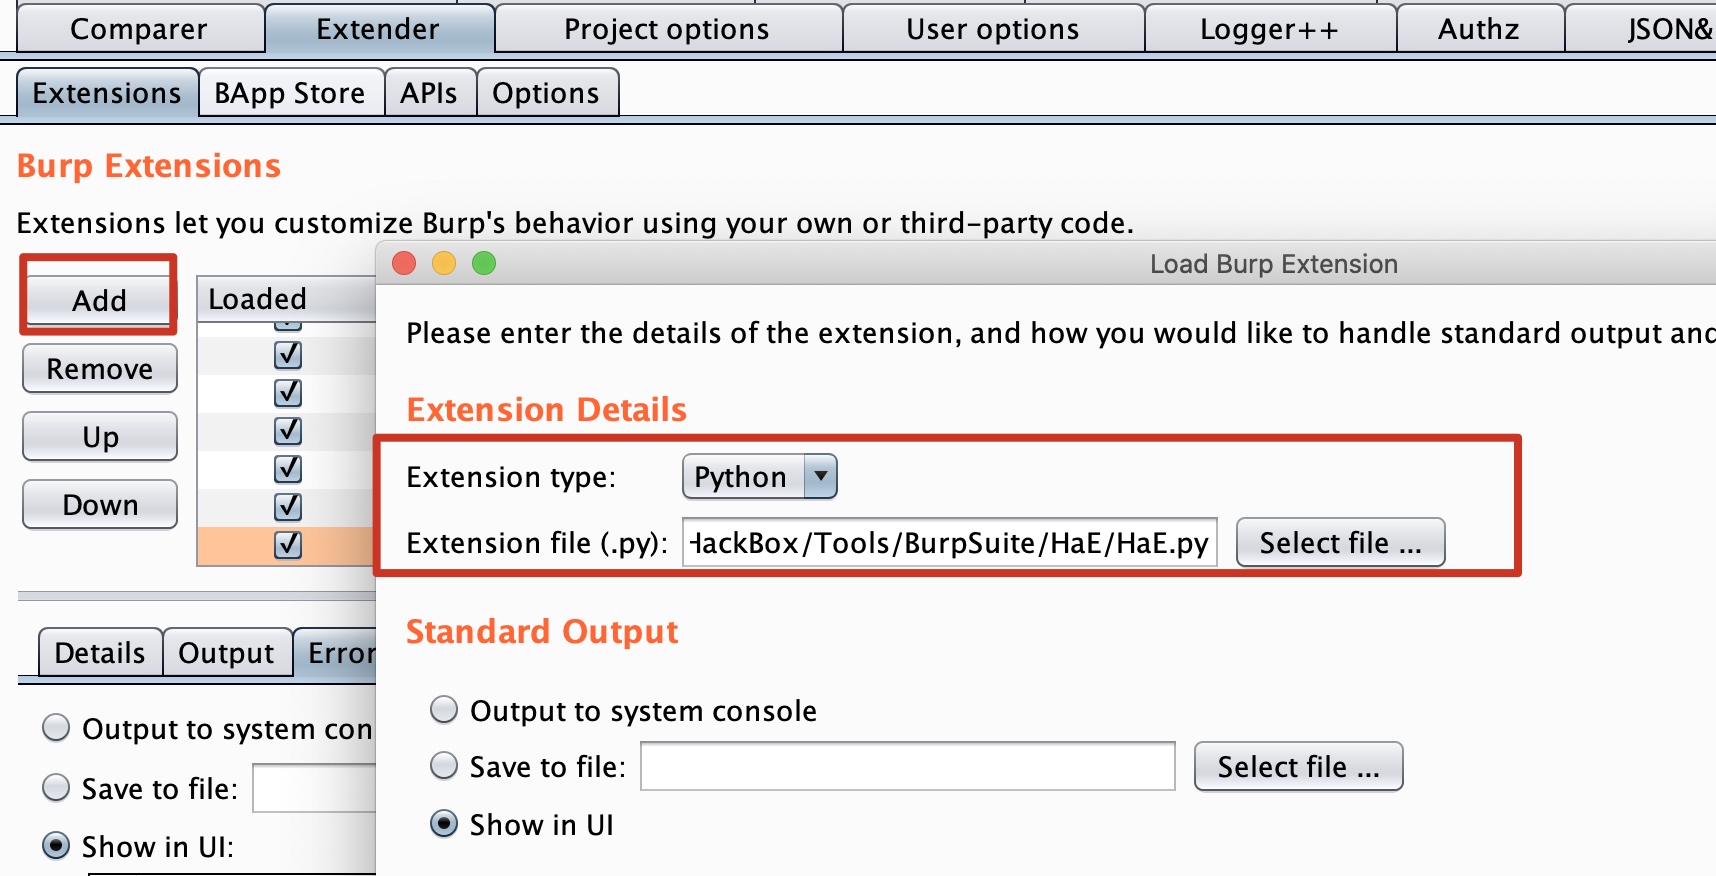 Comparer Extender Project options User options Logger++ Authz JSON&
Extensions BApp Store APIs Options
Burp Extensions
Extensions let you customize Burp's behavior using your own or third-party code.
Add
Remove
Up
Down
Loaded
Load Burp Extension
Please enter the details of the extension, and how you would like to handle standard output and
Extension Details
Extension type: Python
Extension file (.py): HackBox/Tools/BurpSuite/HaE/HaE.py Select file ...
Standard Output
Output to system console
Save to file: Select file ...
Show in UI
Details Output Error
Output to system con
Save to file:
Show in UI: